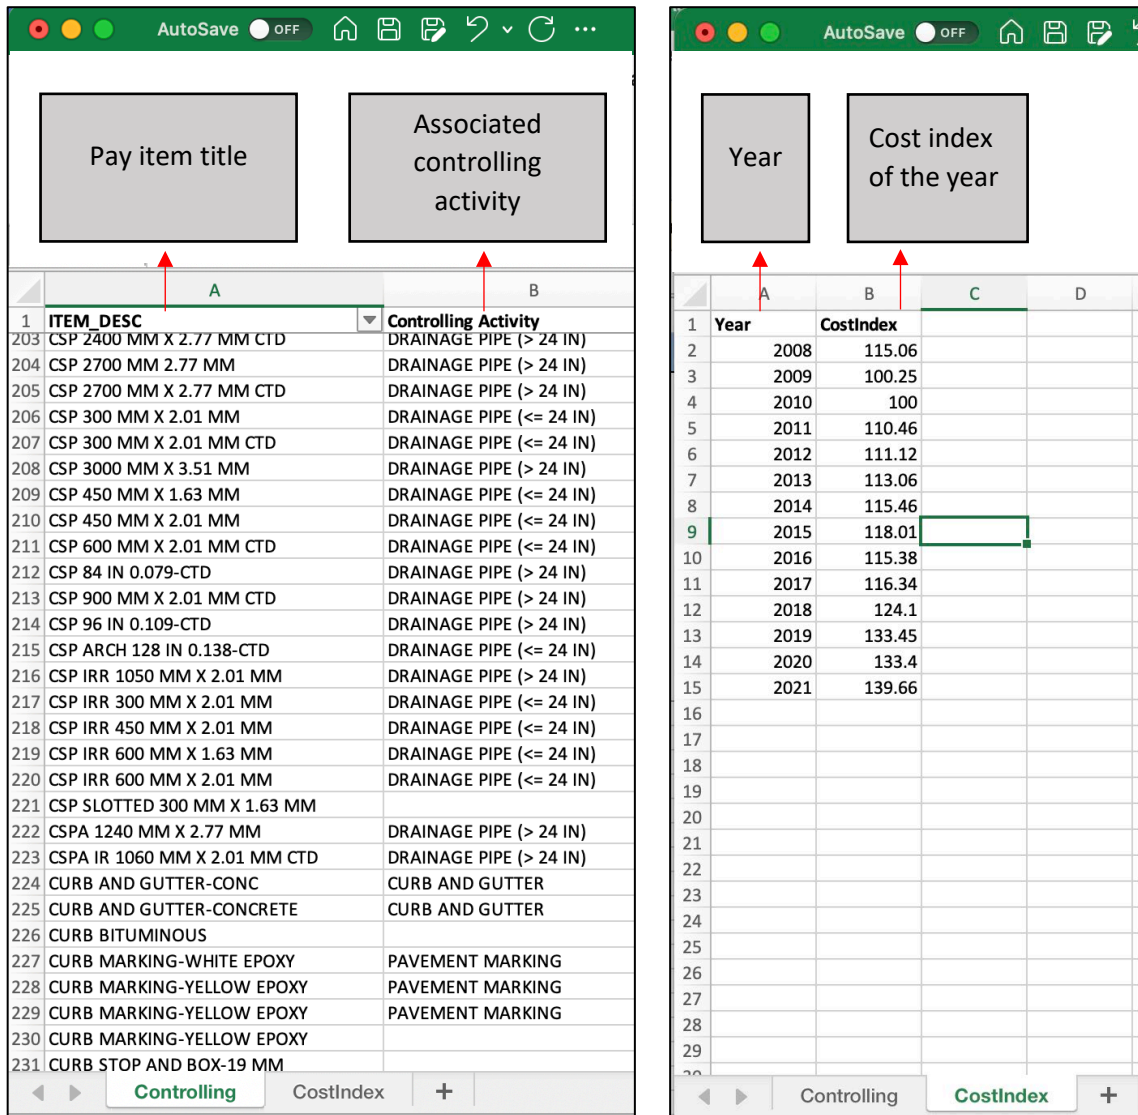 AutoSave OFF
Pay item title
Associated
controlling
activity
A B
1 ITEM_DESC Controlling Activity
203 CSP 2400 MM X 2.77 MM CTD DRAINAGE PIPE (> 24 IN)
204 CSP 2700 MM 2.77 MM DRAINAGE PIPE (> 24 IN)
205 CSP 2700 MM X 2.77 MM CTD DRAINAGE PIPE (> 24 IN)
206 CSP 300 MM X 2.01 MM DRAINAGE PIPE (<= 24 IN)
207 CSP 300 MM X 2.01 MM CTD DRAINAGE PIPE (<= 24 IN)
208 CSP 3000 MM X 3.51 MM DRAINAGE PIPE (> 24 IN)
209 CSP 450 MM X 1.63 MM DRAINAGE PIPE (<= 24 IN)
210 CSP 450 MM X 2.01 MM DRAINAGE PIPE (<= 24 IN)
211 CSP 600 MM X 2.01 MM CTD DRAINAGE PIPE (<= 24 IN)
212 CSP 84 IN 0.079-CTD DRAINAGE PIPE (> 24 IN)
213 CSP 900 MM X 2.01 MM CTD DRAINAGE PIPE (> 24 IN)
214 CSP 96 IN 0.109-CTD DRAINAGE PIPE (> 24 IN)
215 CSP ARCH 128 IN 0.138-CTD DRAINAGE PIPE (<= 24 IN)
216 CSP IRR 1050 MM X 2.01 MM DRAINAGE PIPE (> 24 IN)
217 CSP IRR 300 MM X 2.01 MM DRAINAGE PIPE (<= 24 IN)
218 CSP IRR 450 MM X 2.01 MM DRAINAGE PIPE (<= 24 IN)
219 CSP IRR 600 MM X 1.63 MM DRAINAGE PIPE (<= 24 IN)
220 CSP IRR 600 MM X 2.01 MM DRAINAGE PIPE (<= 24 IN)
221 CSP SLOTTED 300 MM X 1.63 MM
222 CSPA 1240 MM X 2.77 MM DRAINAGE PIPE (> 24 IN)
223 CSPA IR 1060 MM X 2.01 MM CTD DRAINAGE PIPE (> 24 IN)
224 CURB AND GUTTER-CONC CURB AND GUTTER
225 CURB AND GUTTER-CONCRETE CURB AND GUTTER
226 CURB BITUMINOUS
227 CURB MARKING-WHITE EPOXY PAVEMENT MARKING
228 CURB MARKING-YELLOW EPOXY PAVEMENT MARKING
229 CURB MARKING-YELLOW EPOXY PAVEMENT MARKING
230 CURB MARKING-YELLOW EPOXY
231 CURB STOP AND BOX-19 MM
Controlling CostIndex +
AutoSave OFF
Year
Cost index
of the year
A B C D
1 Year CostIndex
2 2008 115.06
3 2009 100.25
4 2010 100
5 2011 110.46
6 2012 111.12
7 2013 113.06
8 2014 115.46
9 2015 118.01
10 2016 115.38
11 2017 116.34
12 2018 124.1
13 2019 133.45
14 2020 133.4
15 2021 139.66
16
17
18
19
20
21
22
23
24
25
26
27
28
29
Controlling CostIndex +